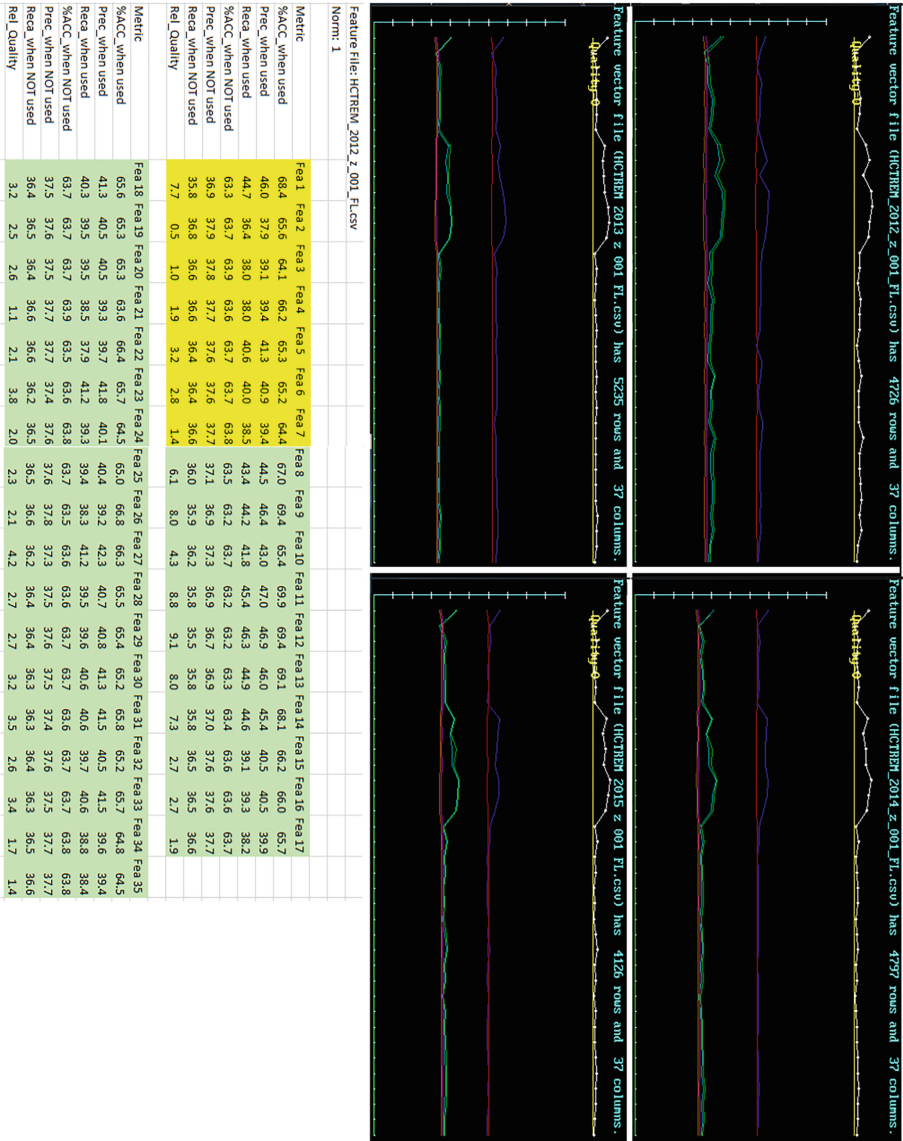 Feature vector file (HCTREM_2012_z_001_FL.csv) has 4726 rows and 37 columns.
Quality=0
Feature vector file (HCTREM_2014_z_001_FL.csv) has 4797 rows and 37 columns.
Quality=0
Feature vector file (HCTREM 2013 z 001 FL.csv) has 5235 rows and 37 columns.
Quality=0
Feature vector file (HCTREM 2015 z 001 FL.csv) has 4126 rows and 37 columns.
Quality=0
Feature File: HCTREM_2012_z_001_FL.csv
Norm: 1
Metric Fea 1 Fea 2 Fea 3 Fea 4 Fea 5 Fea 6 Fea 7 Fea 8 Fea 9 Fea 10 Fea 11 Fea 12 Fea 13 Fea 14 Fea 15 Fea 16 Fea 17
%ACC_when used 68.4 65.6 64.1 66.2 65.3 65.2 64.4 67.0 69.4 65.4 69.9 69.4 69.1 68.1 66.2 66.0 65.7
Prec_when used 46.0 37.9 39.1 39.4 41.3 40.9 39.4 44.5 46.4 43.0 47.0 46.9 46.0 45.4 40.5 40.5 39.9
Reca_when used 44.7 36.4 38.0 38.0 40.6 40.0 38.5 43.4 44.2 41.8 45.4 46.3 44.9 44.6 39.1 39.3 38.2
%ACC_when NOT used 63.3 63.7 63.9 63.6 63.7 63.7 63.8 63.5 63.2 63.7 63.2 63.2 63.3 63.4 63.6 63.6 63.7
Prec_when NOT used 36.9 37.9 37.8 37.7 37.6 37.6 37.7 37.1 36.9 37.3 36.9 36.7 36.9 37.0 37.6 37.6 37.7
Reca_when NOT used 35.8 36.8 36.6 36.6 36.4 36.4 36.6 36.0 35.9 36.2 35.8 35.5 35.8 35.8 36.5 36.5 36.6
Rel_Quality 7.7 0.5 1.0 1.9 3.2 2.8 1.4 6.1 8.0 4.3 8.8 9.1 8.0 7.3 2.7 2.7 1.9
Metric Fea 18 Fea 19 Fea 20 Fea 21 Fea 22 Fea 23 Fea 24 Fea 25 Fea 26 Fea 27 Fea 28 Fea 29 Fea 30 Fea 31 Fea 32 Fea 33 Fea 34 Fea 35
%ACC_when used 65.6 65.3 65.3 63.6 66.4 65.7 64.5 65.0 66.8 66.3 65.5 65.4 65.2 65.8 65.2 65.7 64.8 64.5
Prec_when used 41.3 40.5 40.5 39.3 39.7 41.8 40.1 40.4 39.2 42.3 40.7 40.8 41.3 41.5 40.5 41.5 39.6 39.4
Reca_when used 40.3 39.5 39.5 38.5 37.9 41.2 39.3 39.4 38.3 41.2 39.5 39.6 40.6 40.6 39.7 40.6 38.8 38.4
%ACC_when NOT used 63.7 63.7 63.7 63.9 63.5 63.6 63.8 63.7 63.5 63.6 63.6 63.7 63.7 63.6 63.7 63.7 63.8 63.8
Prec_when NOT used 37.5 37.6 37.5 37.7 37.7 37.4 37.6 37.6 37.8 37.3 37.5 37.6 37.5 37.4 37.6 37.5 37.7 37.7
Reca_when NOT used 36.4 36.5 36.4 36.6 36.6 36.2 36.5 36.5 36.6 36.2 36.4 36.4 36.3 36.3 36.4 36.3 36.5 36.6
Rel_Quality 3.2 2.5 2.6 1.1 2.1 3.8 2.0 2.3 2.1 4.2 2.7 2.7 3.2 3.5 2.6 3.4 1.7 1.4